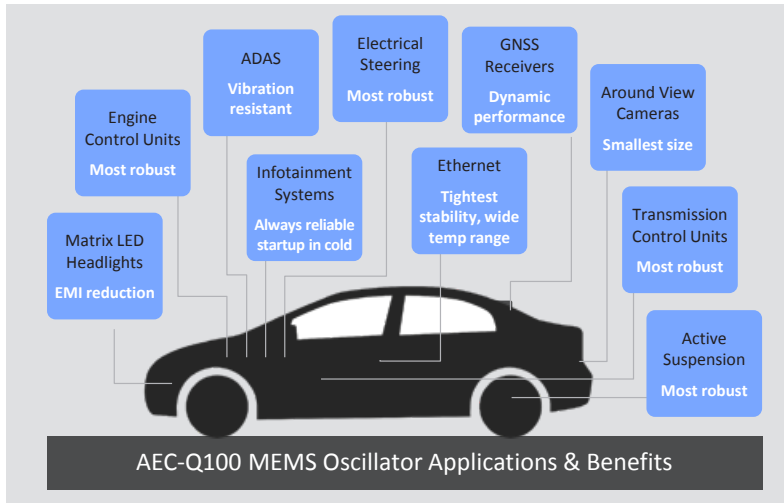 ADAS
Vibration
resistant
Electrical
Steering
Most robust
GNSS
Receivers
Dynamic
performance
Around View
Cameras
Smallest size
Engine
Control Units
Most robust
Infotainment
Systems
Always reliable
startup in cold
Ethernet
Tightest
stability, wide
temp range
Transmission
Control Units
Most robust
Matrix LED
Headlights
EMI reduction
Active
Suspension
Most robust
AEC-Q100 MEMS Oscillator Applications & Benefits